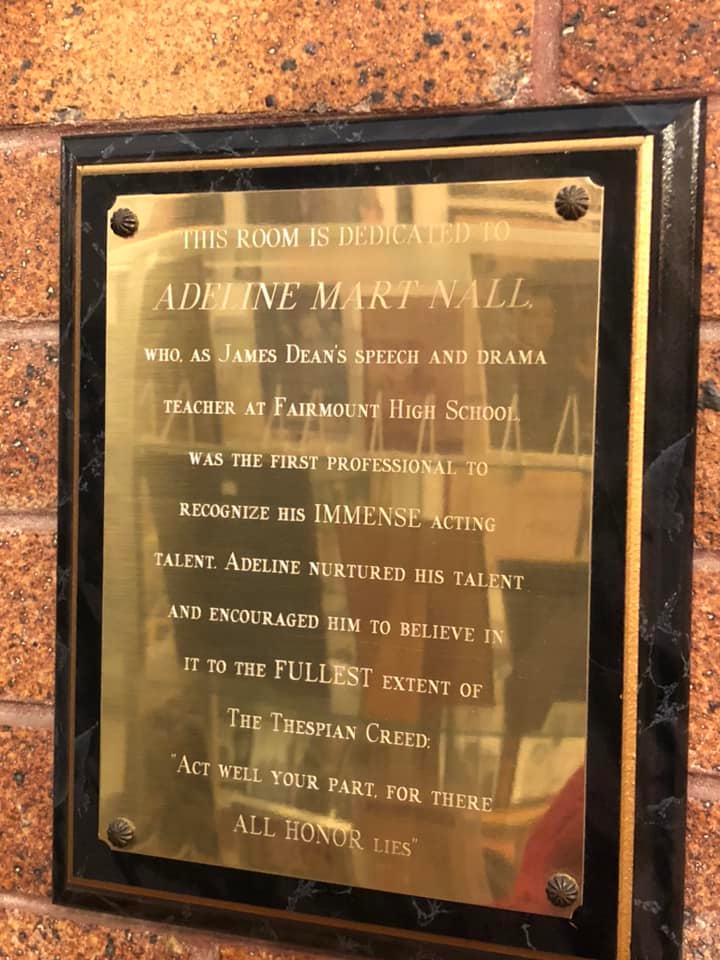 THIS ROOM IS DEDICATED TO
ADELINE MART NALL,
WHO, AS JAMES DEAN'S SPEECH AND DRAMA
TEACHER AT FAIRMOUNT HIGH SCHOOL,
WAS THE FIRST PROFESSIONAL TO
RECOGNIZE HIS IMMENSE ACTING
TALENT. ADELINE NURTURED HIS TALENT
AND ENCOURAGED HIM TO BELIEVE IN
IT TO THE FULLEST EXTENT OF
THE THESPIAN CREED:
"ACT WELL YOUR PART, FOR THERE
ALL HONOR LIES"